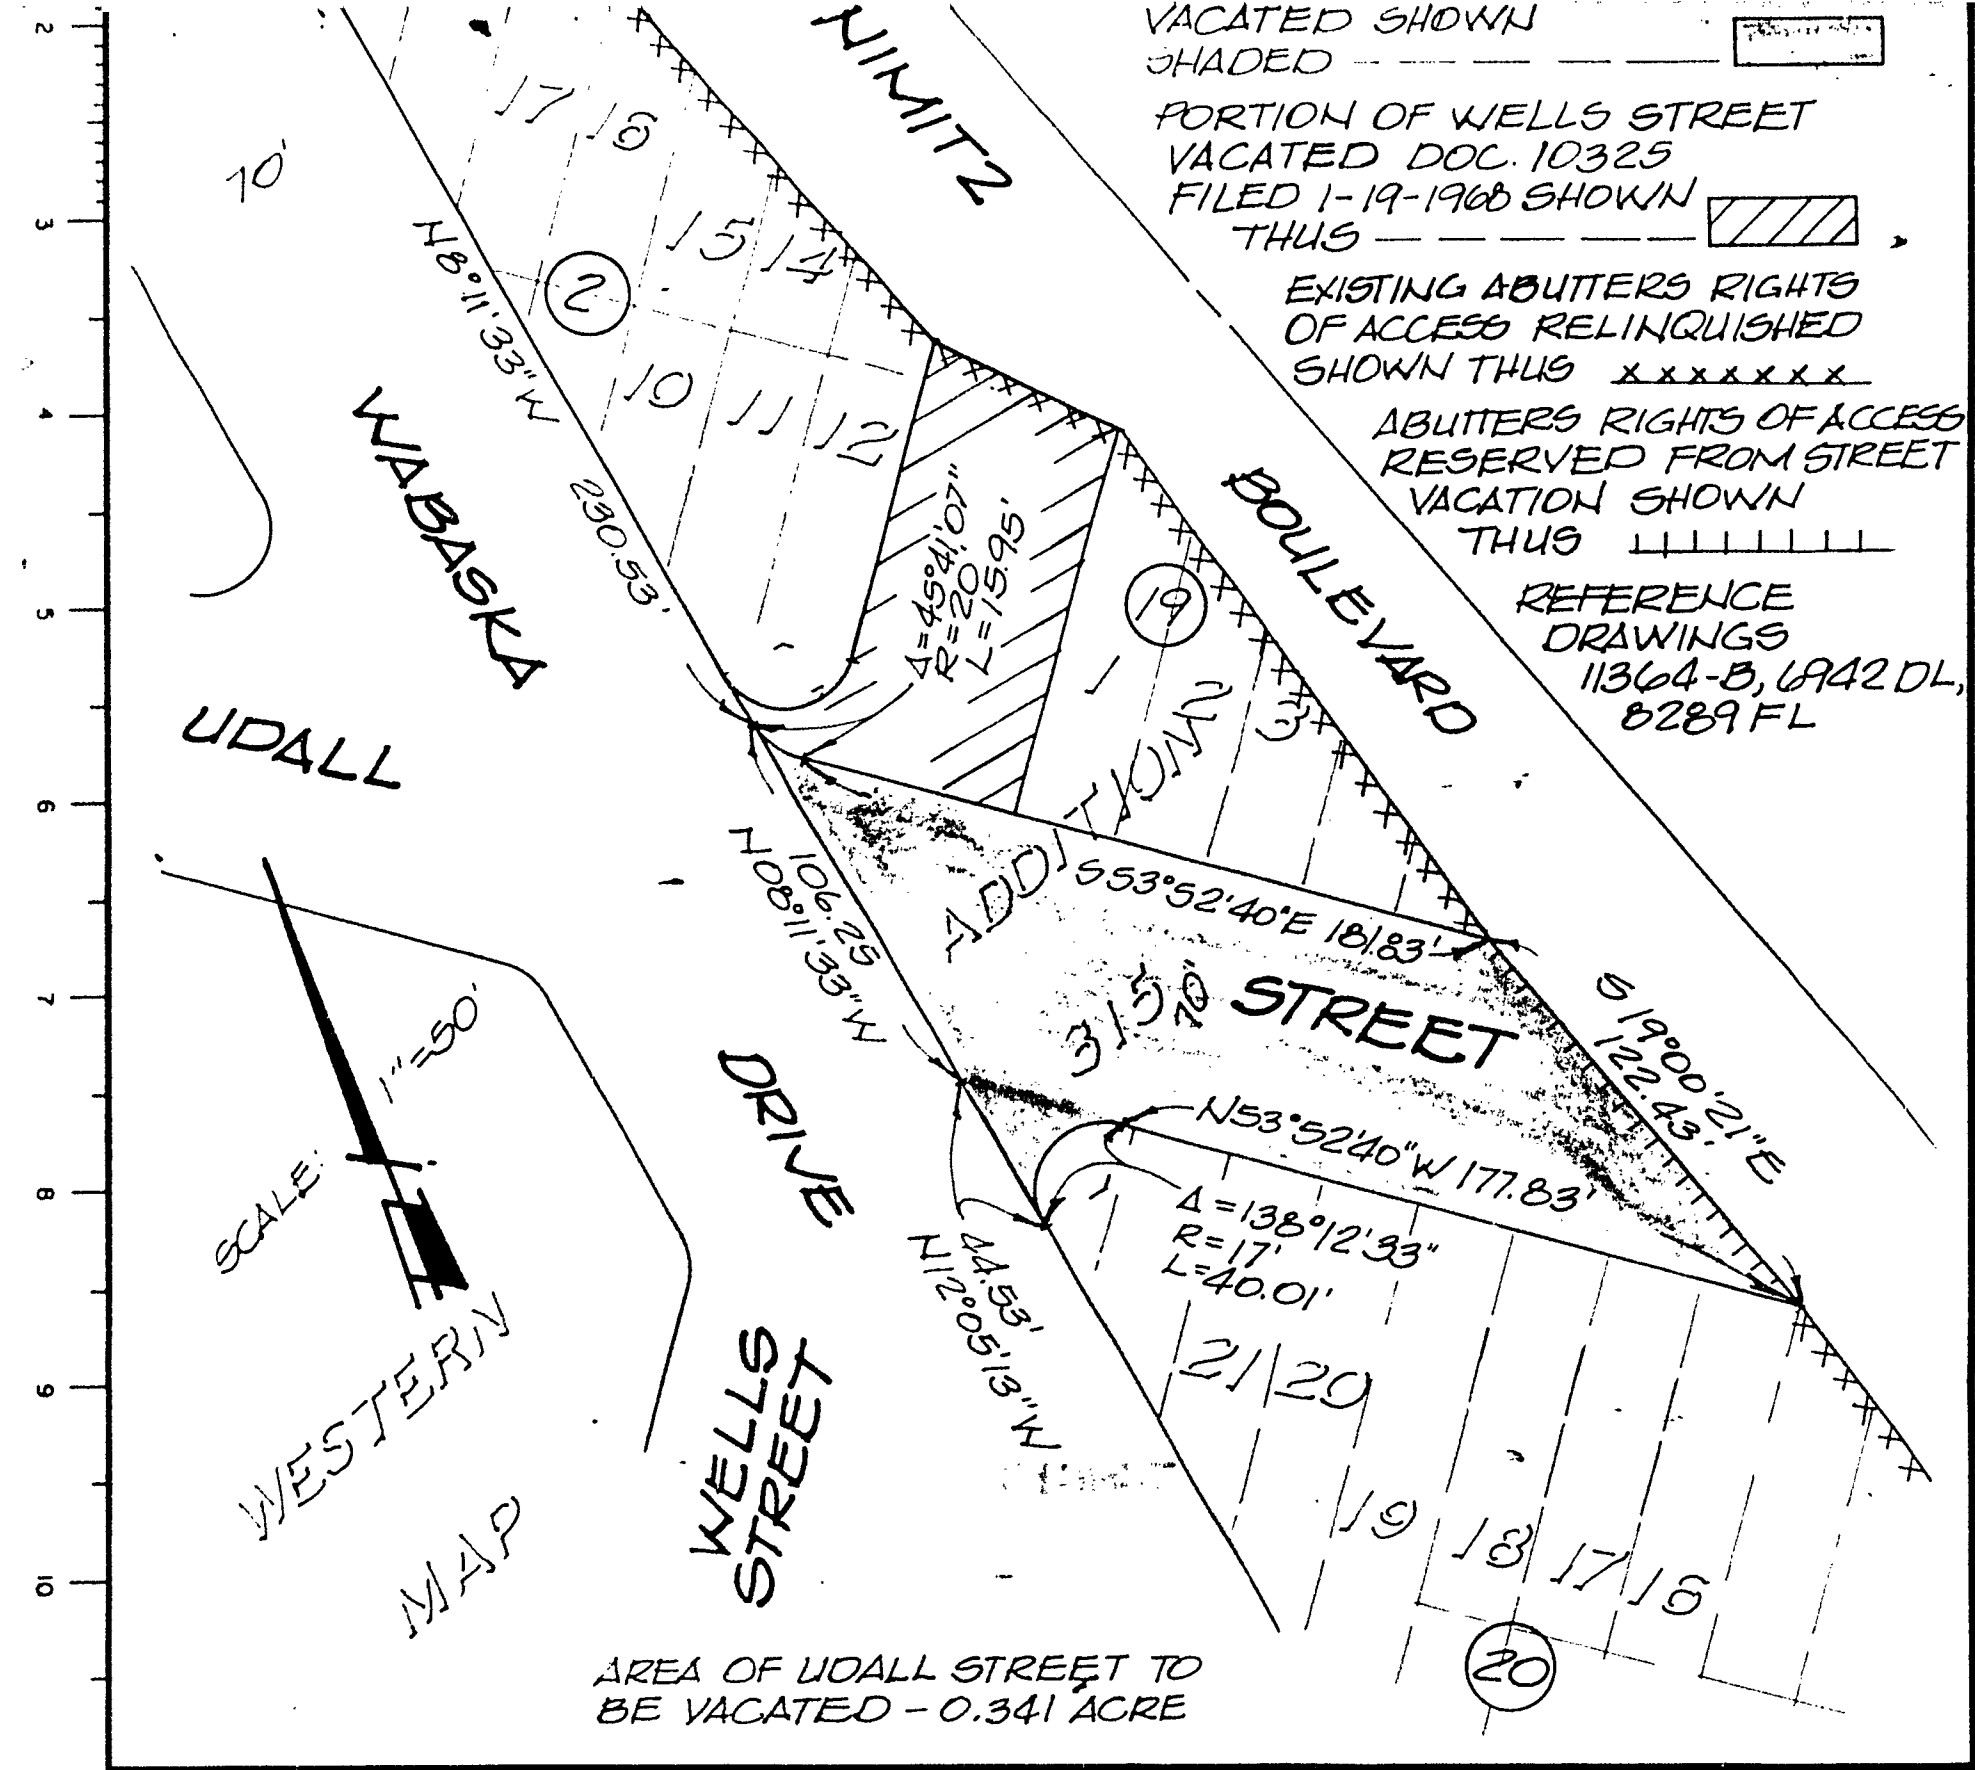 VACATED SHOWN
SHADED
PORTION OF WELLS STREET
VACATED DOC. 10325
FILED 1-19-1968 SHOWN
THUS
EXISTING ABUTTERS RIGHTS
OF ACCESS RELINQUISHED
SHOWN THUS
ABUTTERS RIGHTS OF ACCESS
RESERVED FROM STREET
VACATION SHOWN
THUS
REFERENCE
DRAWINGS
11364-B, 6942 DL,
8289 FL
NIMITZ
BOULEVARD
2
3
4
5
6
7
8
9
10
70'
17 16
15 14
2
10 11 12
N8°11'33"W
230.53'
WABASKA
DRIVE
Δ=45°41'07"
R=20
L=15.95'
19
1 2 3
UDALL
STREET
ADDITION
315
70'
106.25
N08°11'33"W
S53°52'40"E 181.83'
S19°00'21"E
122.43'
N53°52'40"W 177.83'
Δ=138°12'33"
R=17'
L=40.01'
44.53'
N12°05'13"W
1
21 20
19 18 17 16
20
SCALE: 1"=50'
WESTERN
MAP
WELLS
STREET
AREA OF UDALL STREET TO
BE VACATED - 0.341 ACRE